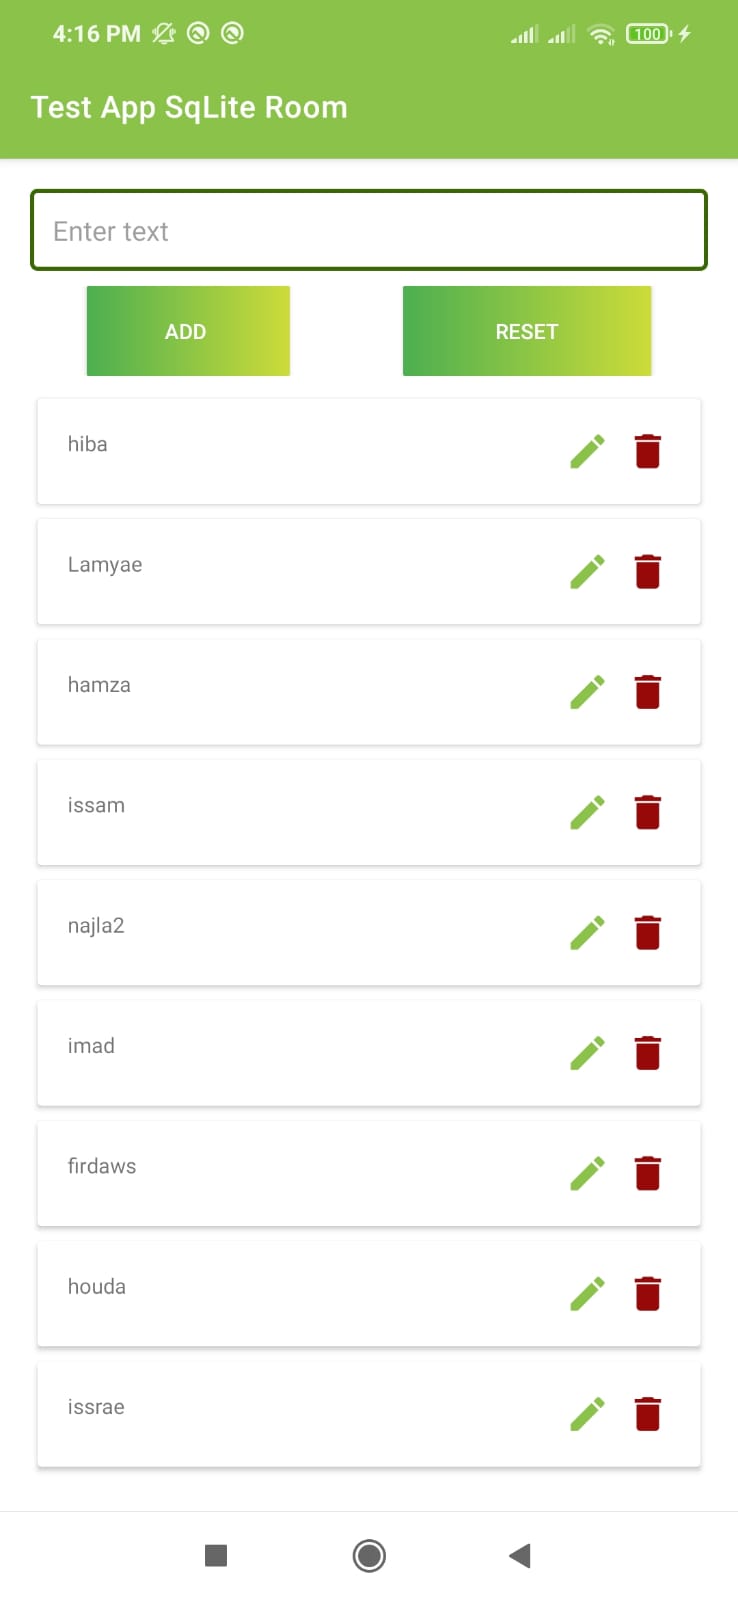 4:16 PM
100
Test App SqLite Room
Enter text
ADD
RESET
hiba
Lamyae
hamza
issam
najla2
imad
firdaws
houda
issrae